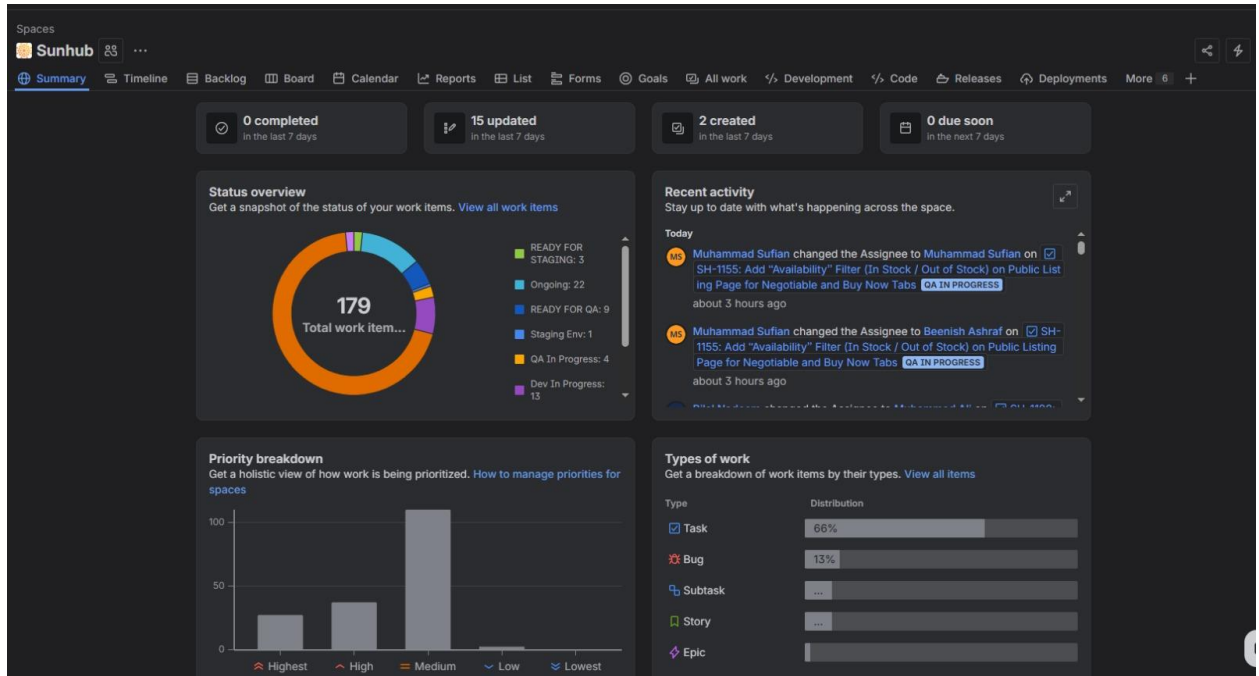 Spaces
Sunhub
Summary Timeline Backlog Board Calendar Reports List Forms Goals All work Development Code Releases Deployments More 6
0 completed
in the last 7 days
15 updated
in the last 7 days
2 created
in the last 7 days
0 due soon
in the next 7 days
Status overview
Get a snapshot of the status of your work items. View all work items
179
Total work item...
READY FOR
STAGING: 3
Ongoing: 22
READY FOR QA: 9
Staging Env: 1
QA In Progress: 4
Dev In Progress:
13
Recent activity
Stay up to date with what's happening across the space.
Today
MS
Muhammad Sufian changed the Assignee to Muhammad Sufian on
SH-1155: Add “Availability” Filter (In Stock / Out of Stock) on Public List
ing Page for Negotiable and Buy Now Tabs QA IN PROGRESS
about 3 hours ago
MS
Muhammad Sufian changed the Assignee to Beenish Ashraf on SH-
1155: Add “Availability” Filter (In Stock / Out of Stock) on Public Listing
Page for Negotiable and Buy Now Tabs QA IN PROGRESS
about 3 hours ago
changed the Assignee to Muhammad Ali on
Priority breakdown
Get a holistic view of how work is being prioritized. How to manage priorities for
spaces
100
50
0
Highest High Medium Low Lowest
Types of work
Get a breakdown of work items by their types. View all items
Type Distribution
Task 66%
Bug 13%
Subtask ...
Story ...
Epic